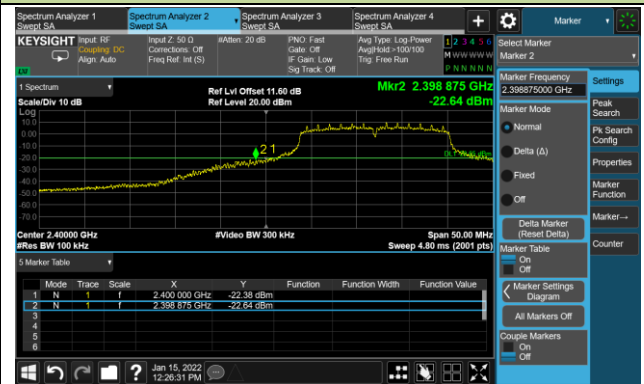 Spectrum Analyzer 1
Swept SA
Spectrum Analyzer 2
Swept SA
Spectrum Analyzer 3
Swept SA
Spectrum Analyzer 4
Swept SA
Marker
KEYSIGHT
Input: RF
Coupling: DC
Align: Auto
Input Z: 50 Ω
Corrections: Off
Freq Ref: Int (S)
#Atten: 20 dB
PNO: Fast
Gate: Off
IF Gain: Low
Sig Track: Off
Avg Type: Log-Power
Avg|Hold:>100/100
Trig: Free Run
1 2 3 4 5 6
M W W W W W
P N N N N N
LXI
Select Marker
Marker 2
1 Spectrum
Scale/Div 10 dB
Log
Ref Lvl Offset 11.60 dB
Ref Level 20.00 dBm
Mkr2 2.398 875 GHz
-22.64 dBm
10.0
0.00
-10.0
-20.0
-30.0
-40.0
-50.0
-60.0
-70.0
2 1
Center 2.40000 GHz
#Res BW 100 kHz
#Video BW 300 kHz
Span 50.00 MHz
Sweep 4.80 ms (2001 pts)
5 Marker Table
Mode Trace Scale X Y Function Function Width Function Value
1 N 1 f 2.400 000 GHz -22.38 dBm
2 N 1 f 2.398 875 GHz -22.64 dBm
3
4
5
6
Marker Frequency
2.398875000 GHz
Marker Mode
Normal
Delta (Δ)
Fixed
Off
Delta Marker
(Reset Delta)
Marker Table
On
Off
Marker Settings
Diagram
All Markers Off
Couple Markers
On
Off
Settings
Peak
Search
Pk Search
Config
Properties
Marker
Function
Marker→
Counter
Jan 15, 2022
12:26:31 PM